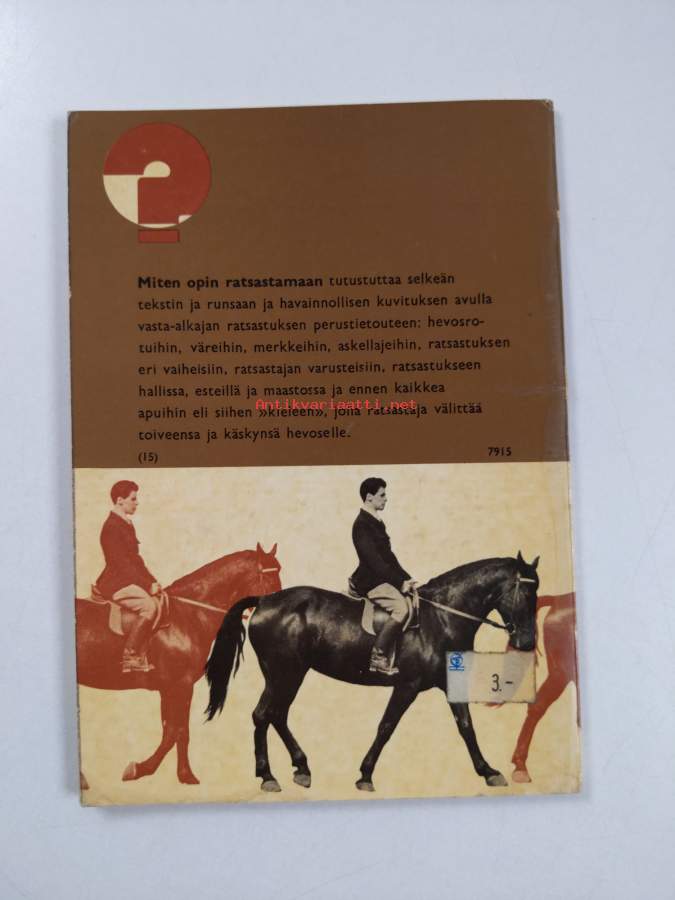 Miten opin ratsastamaan tutustuttaa selkeän
tekstin ja runsaan ja havainnollisen kuvituksen avulla
vasta-alkajan ratsastuksen perustietouteen: hevosro-
tuihin, väreihin, merkkeihin, askellajeihin, ratsastuksen
eri vaiheisiin, ratsastajan varusteisiin, ratsastukseen
hallissa, esteillä ja maastossa ja ennen kaikkea
Antikvariaatti.net
apuihin eli siihen »kieleen», jolla ratsastaja välittää
toiveensa ja käskynsä hevoselle.
(15) 7915
3.-